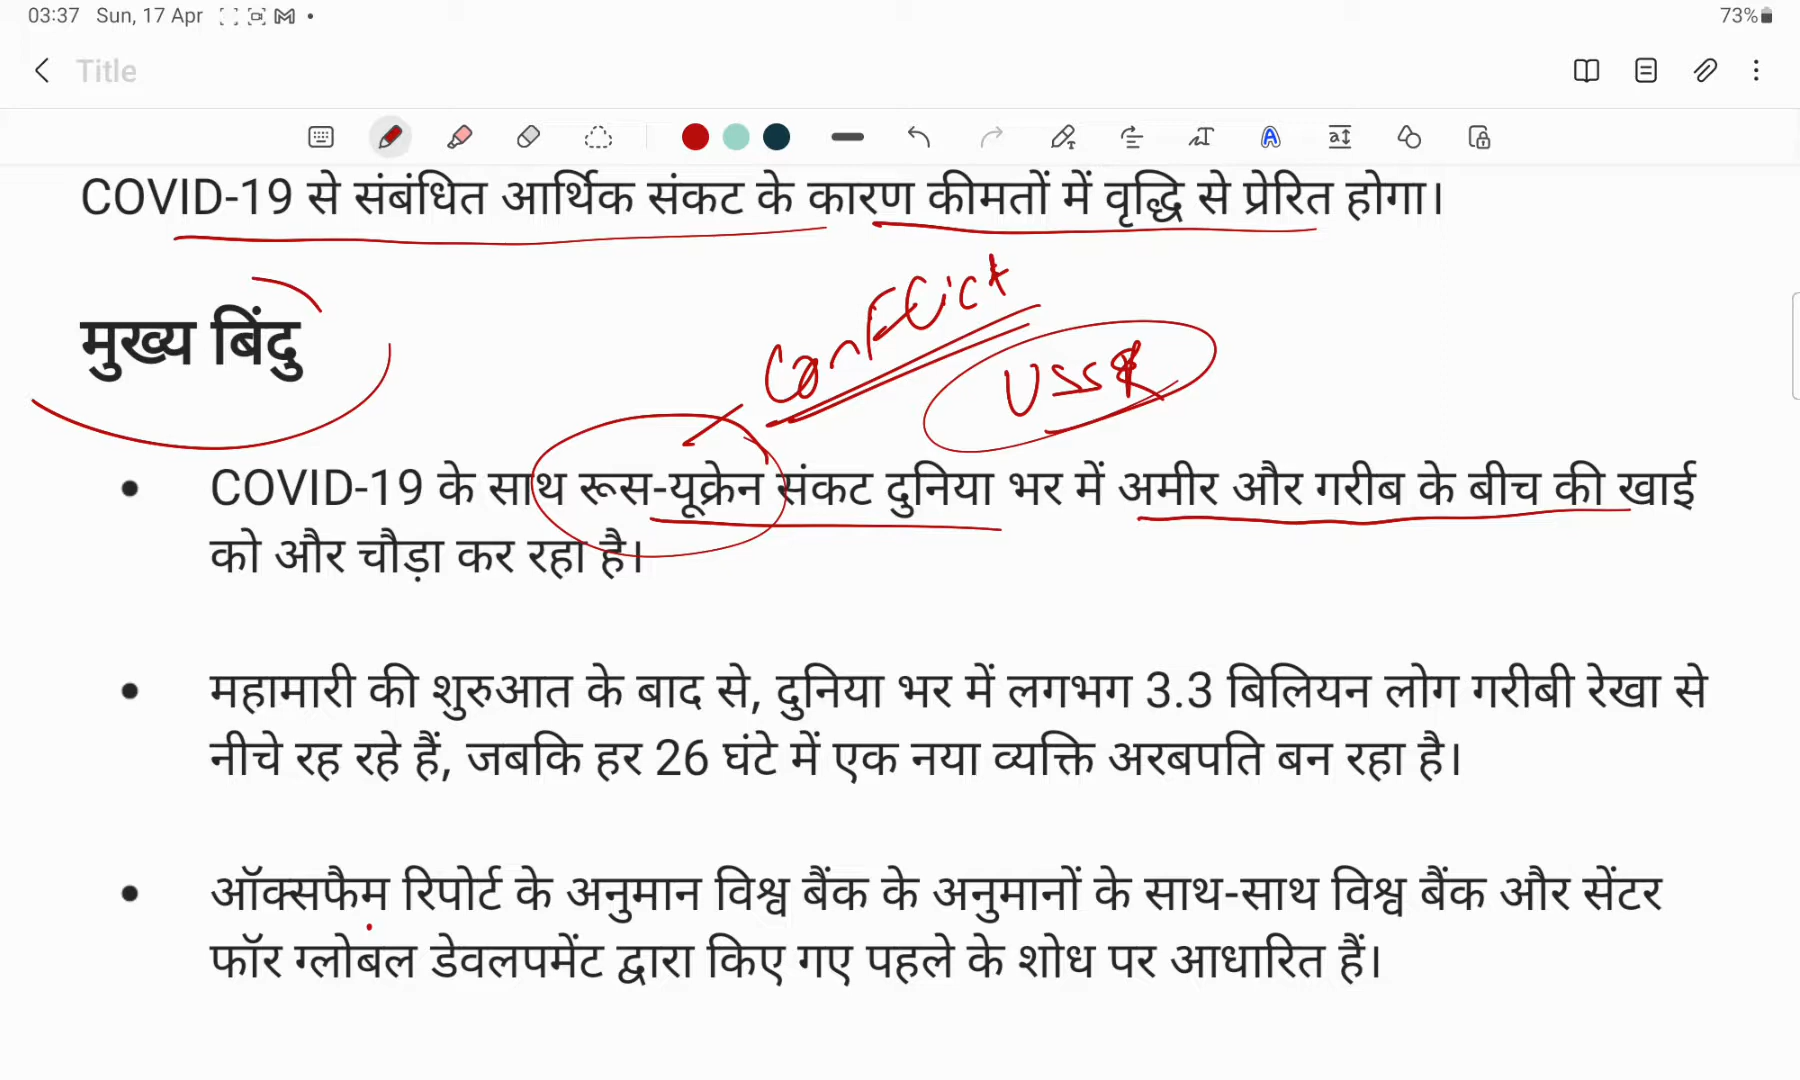 03:37 Sun, 17 Apr
73%
Title
COVID-19 से संबंधित आर्थिक संकट के कारण कीमतों में वृद्धि से प्रेरित होगा।
Conflict
मुख्य बिंदु
USSR
COVID-19 के साथ रूस-यूक्रेन संकट दुनिया भर में अमीर और गरीब के बीच की खाई
को और चौड़ा कर रहा है।
महामारी की शुरुआत के बाद से, दुनिया भर में लगभग 3.3 बिलियन लोग गरीबी रेखा से
नीचे रह रहे हैं, जबकि हर 26 घंटे में एक नया व्यक्ति अरबपति बन रहा है।
ऑक्सफैम रिपोर्ट के अनुमान विश्व बैंक के अनुमानों के साथ-साथ विश्व बैंक और सेंटर
फॉर ग्लोबल डेवलपमेंट द्वारा किए गए पहले के शोध पर आधारित हैं।